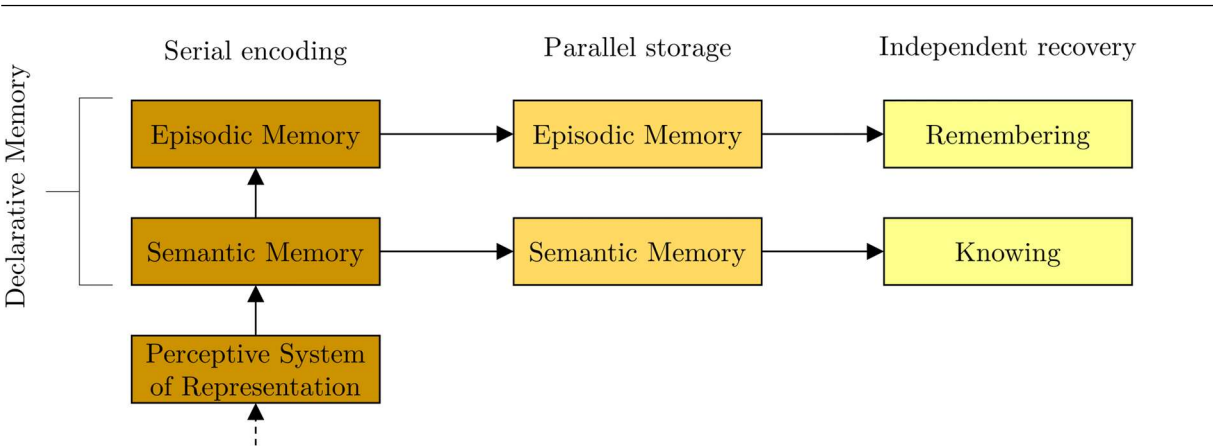 Serial encoding
Parallel storage
Independent recovery
Declarative Memory
Episodic Memory
Episodic Memory
Remembering
Semantic Memory
Semantic Memory
Knowing
Perceptive System
of Representation